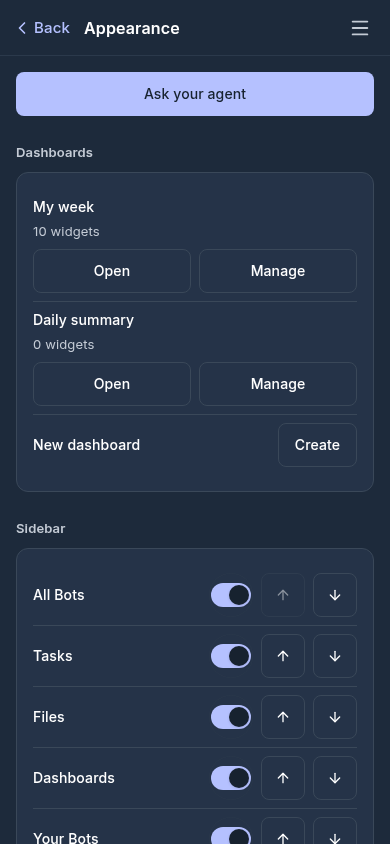 Back Appearance
Ask your agent
Dashboards
My week
10 widgets
Open Manage
Daily summary
0 widgets
Open Manage
New dashboard Create
Sidebar
All Bots
Tasks
Files
Dashboards
Your Bots